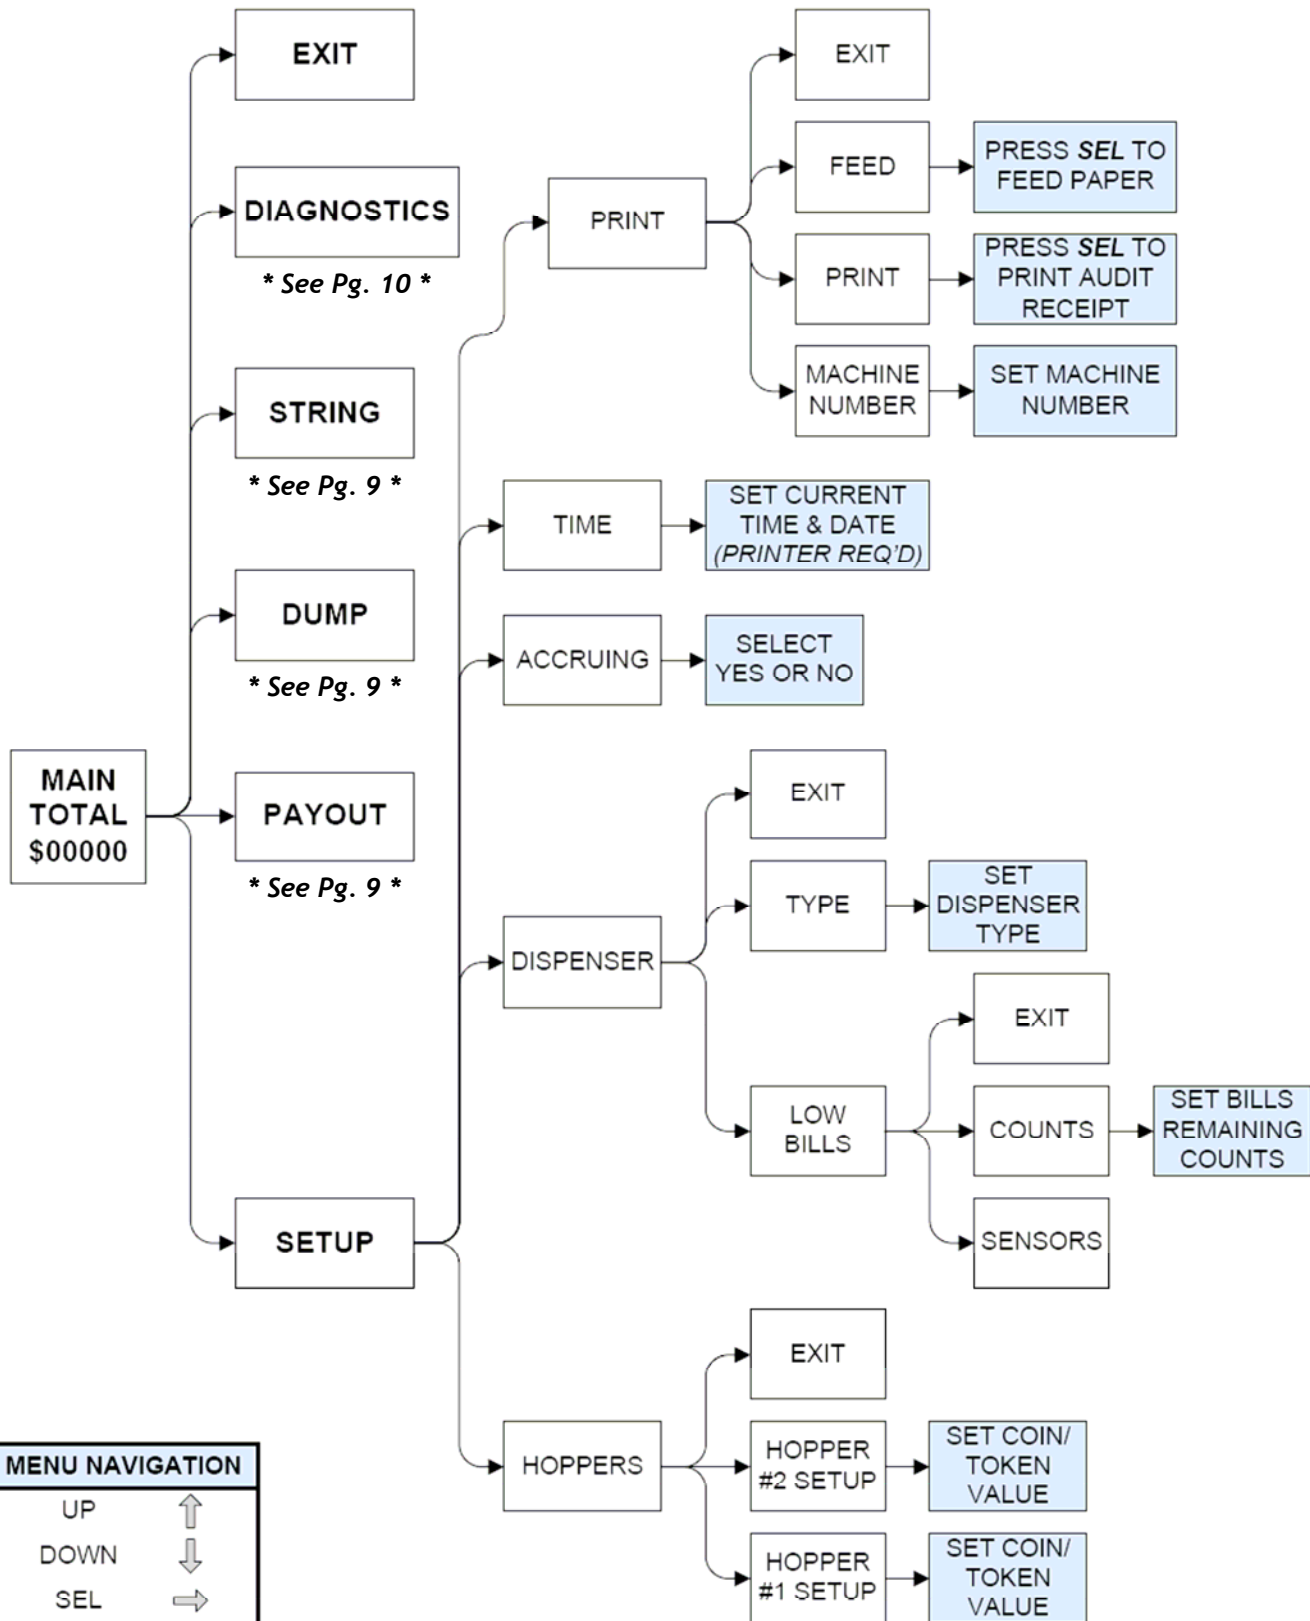 EXIT
DIAGNOSTICS
* See Pg. 10 *
STRING
* See Pg. 9 *
DUMP
* See Pg. 9 *
MAIN
TOTAL
$00000
PAYOUT
* See Pg. 9 *
SETUP
PRINT
EXIT
FEED
PRESS SEL TO
FEED PAPER
PRINT
PRESS SEL TO
PRINT AUDIT
RECEIPT
MACHINE
NUMBER
SET MACHINE
NUMBER
TIME
SET CURRENT
TIME & DATE
(PRINTER REQ'D)
ACCRUING
SELECT
YES OR NO
DISPENSER
EXIT
TYPE
SET
DISPENSER
TYPE
LOW
BILLS
EXIT
COUNTS
SET BILLS
REMAINING
COUNTS
SENSORS
HOPPERS
EXIT
HOPPER
#2 SETUP
SET COIN/
TOKEN
VALUE
HOPPER
#1 SETUP
SET COIN/
TOKEN
VALUE
MENU NAVIGATION
UP
DOWN
SEL